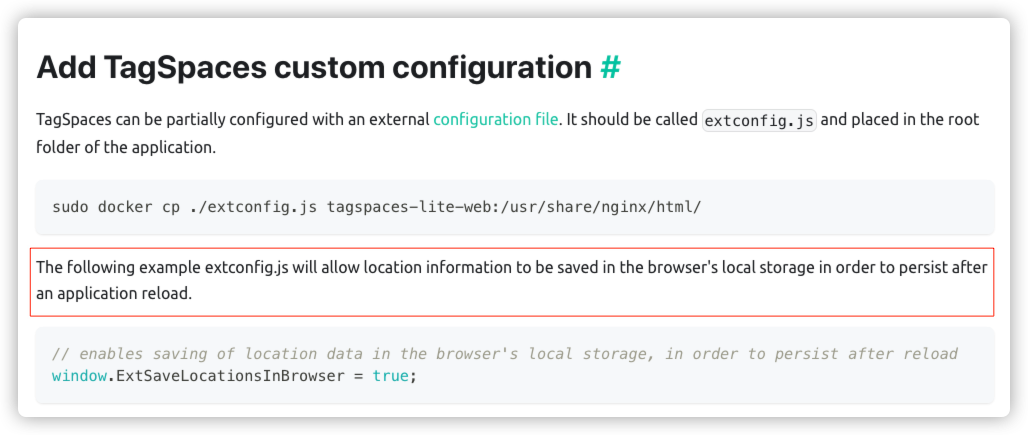 Add TagSpaces custom configuration #
TagSpaces can be partially configured with an external configuration file. It should be called extconfig.js and placed in the root
folder of the application.
sudo docker cp ./extconfig.js tagspaces-lite-web:/usr/share/nginx/html/
The following example extconfig.js will allow location information to be saved in the browser's local storage in order to persist after
an application reload.
// enables saving of location data in the browser's local storage, in order to persist after reload
window.ExtSaveLocationsInBrowser = true;